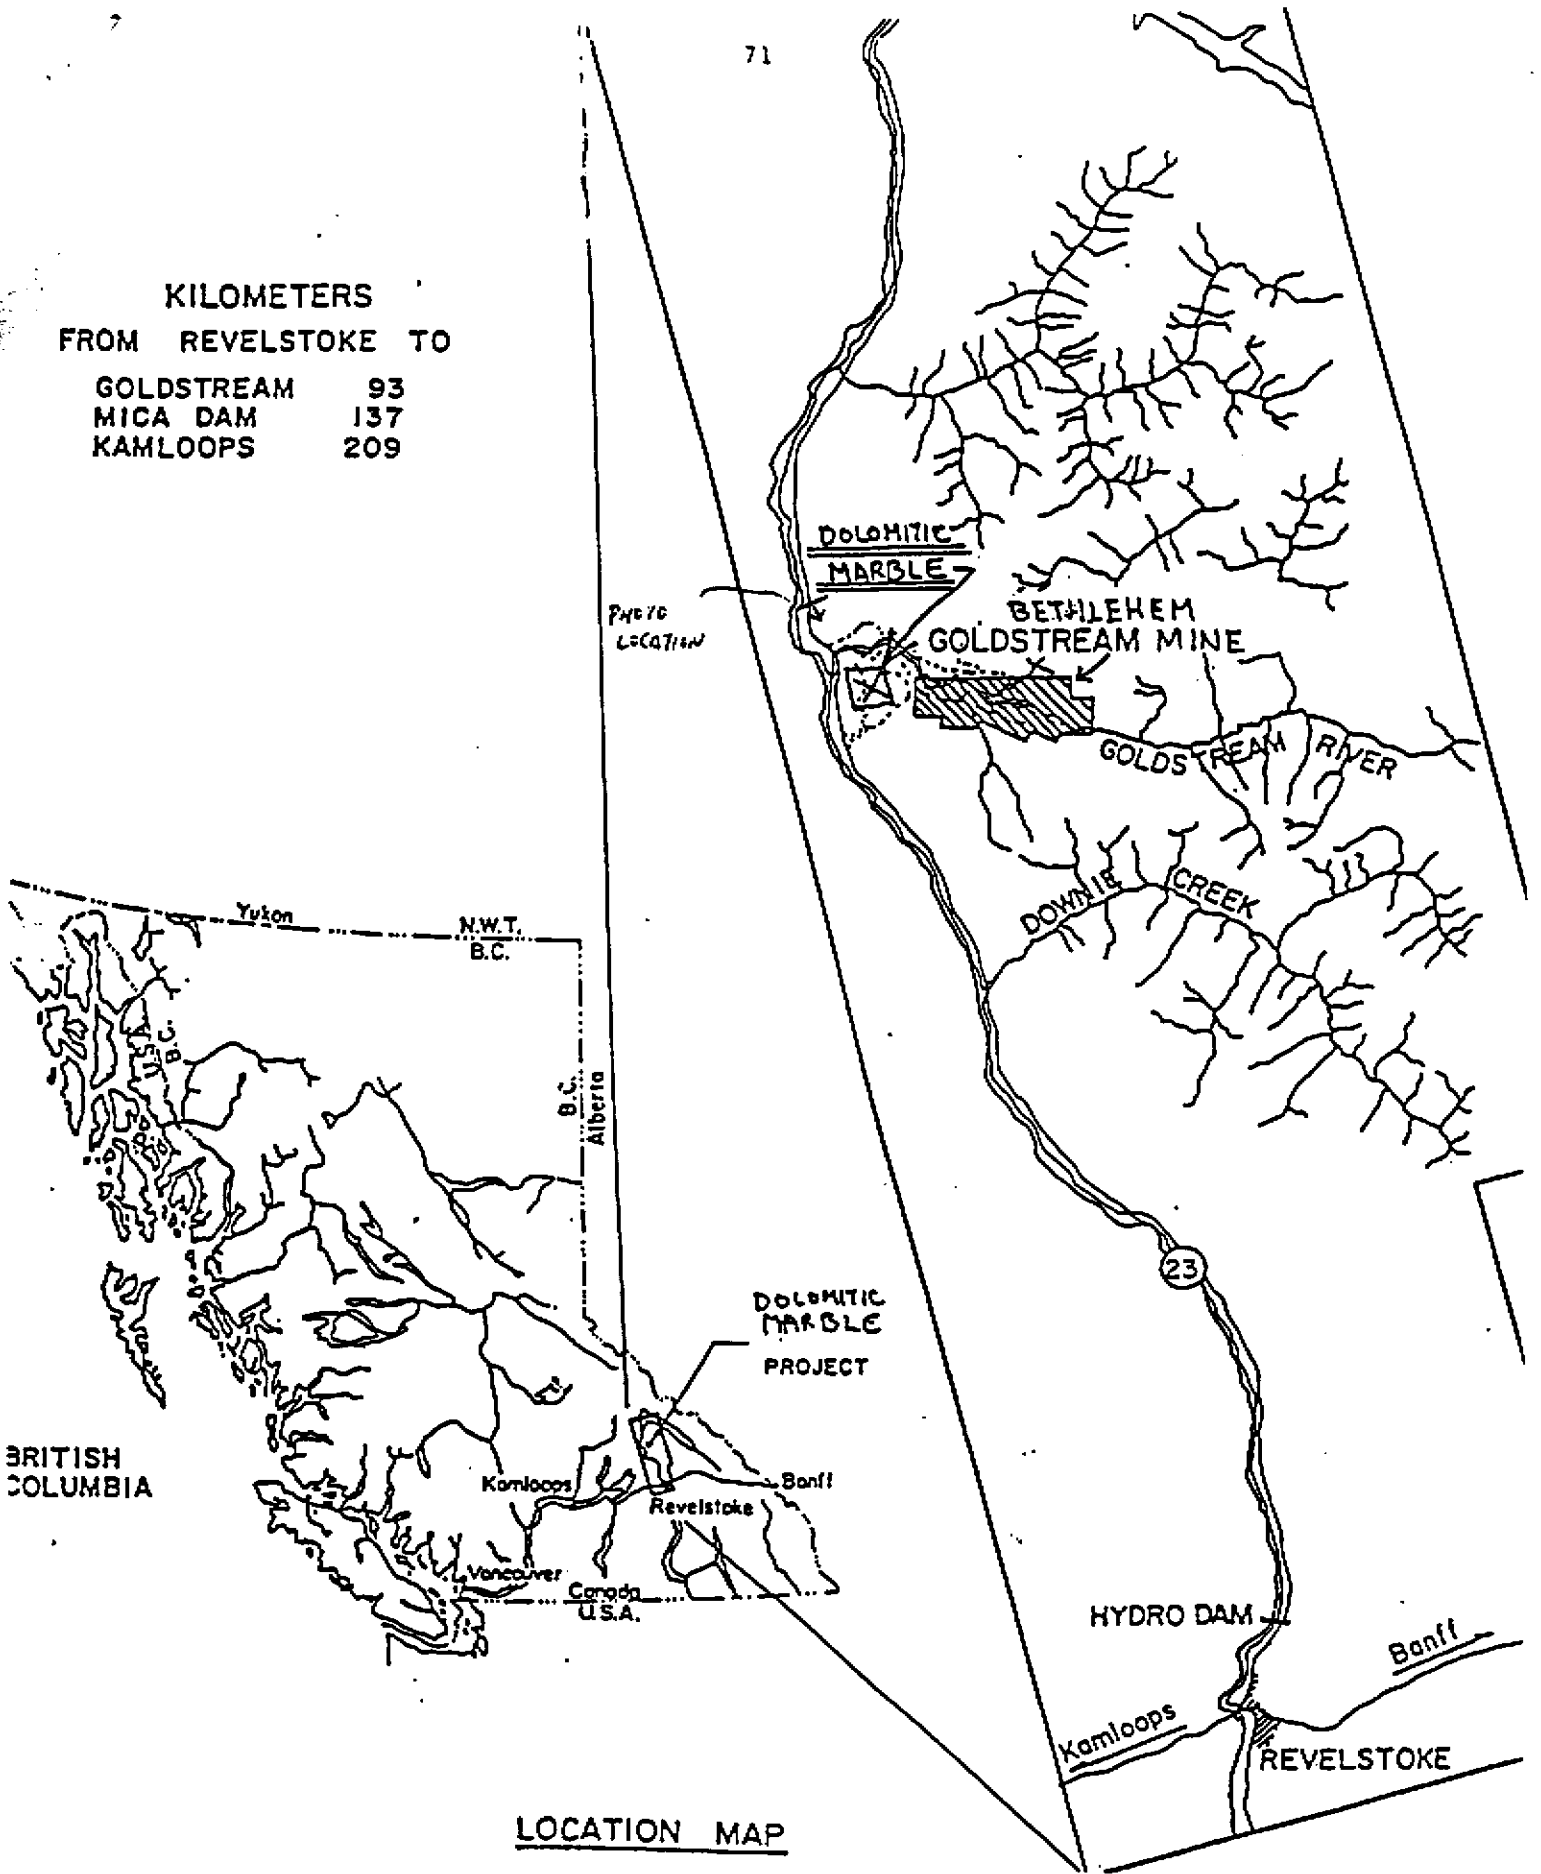 71
KILOMETERS
FROM REVELSTOKE TO
GOLDSTREAM 93
MICA DAM 137
KAMLOOPS 209
DOLOMITIC
MARBLE
PHOTO
LOCATION
BETHLEHEM
GOLDSTREAM MINE
GOLDSTREAM RIVER
DOWNIE CREEK
Yukon
N.W.T.
B.C.
U.S.A.
B.C.
B.C.
Alberta
23
DOLOMITIC
MARBLE
PROJECT
BRITISH
COLUMBIA
Kamloops
Banff
Revelstoke
Vancouver
Canada
U.S.A.
HYDRO DAM
Banff
Kamloops
REVELSTOKE
LOCATION MAP